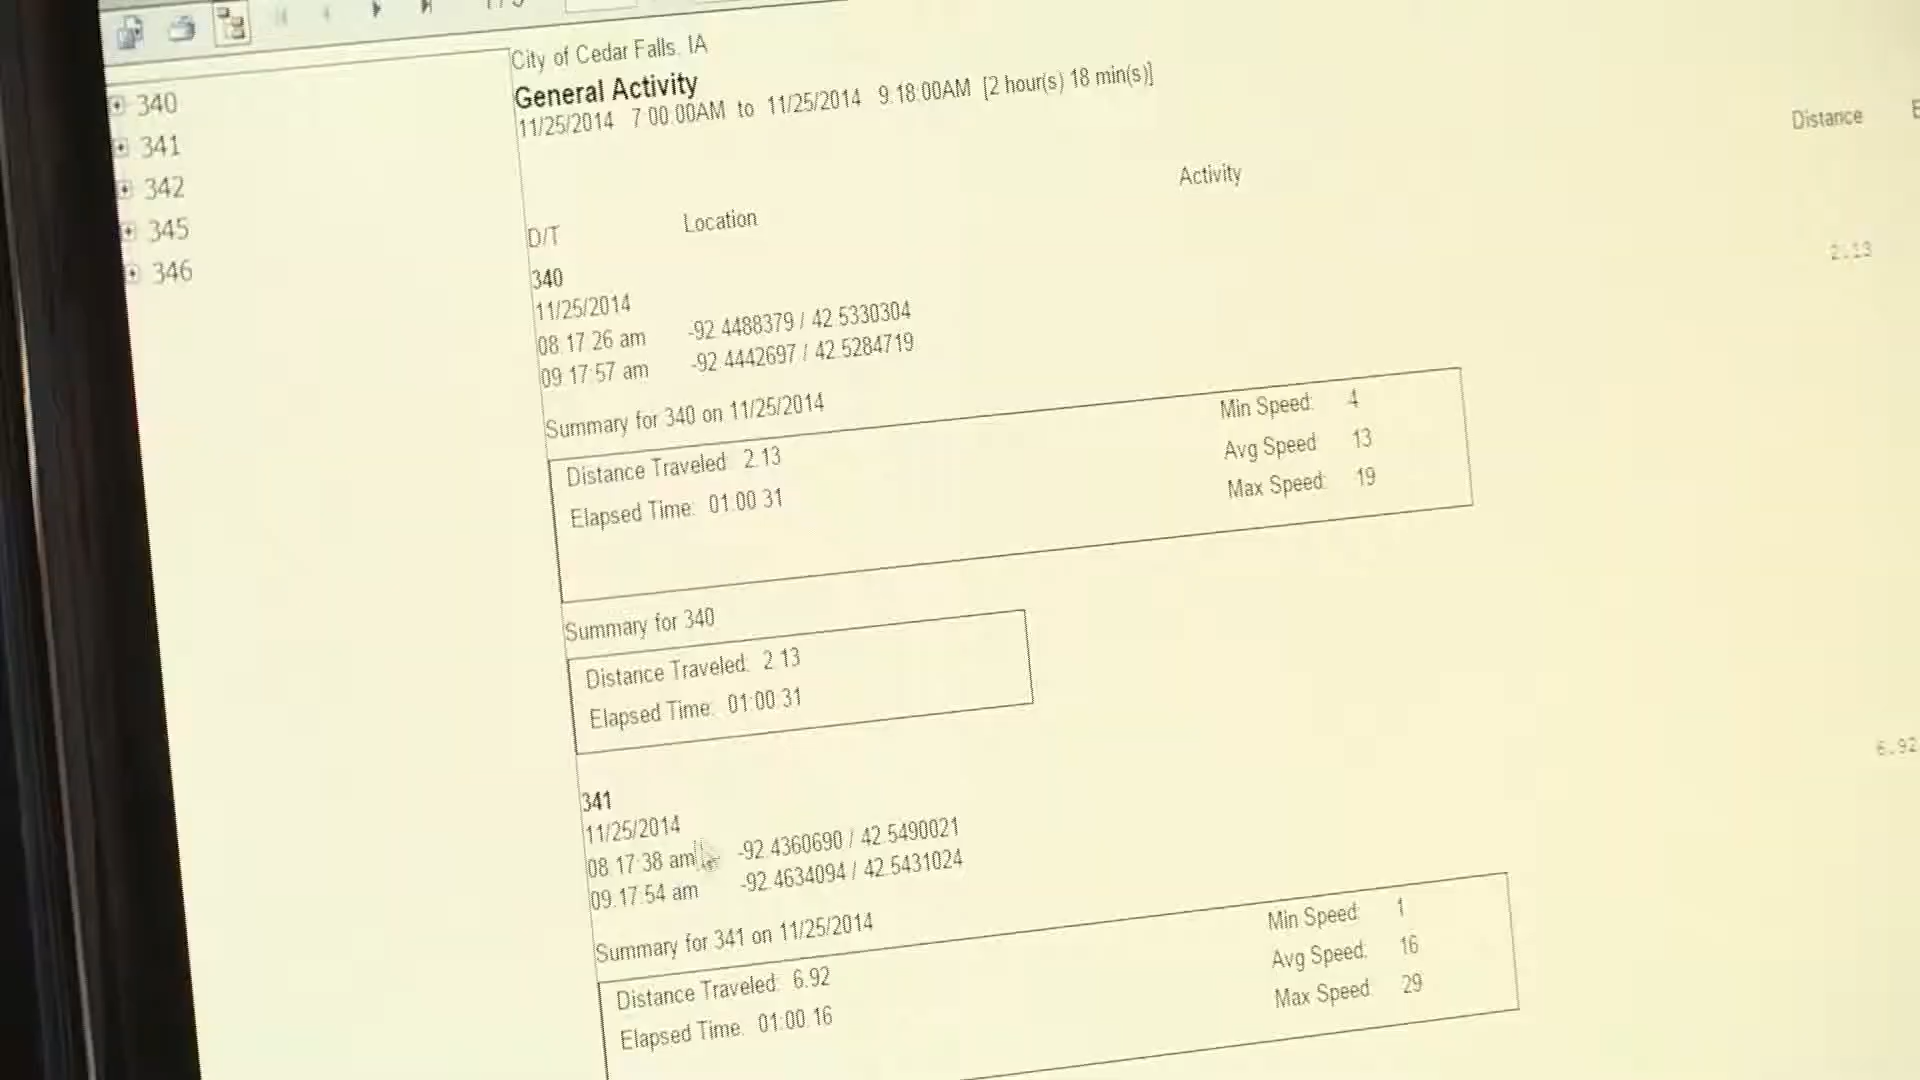 340
341
342
345
346
City of Cedar Falls, IA
General Activity
11/25/2014 7:00:00AM to 11/25/2014 9:18:00AM [2 hour(s) 18 min(s)]
Distance
Activity
D/T Location
340
2.13
11/25/2014
08:17:26 am -92.4488379 / 42.5330304
09:17:57 am -92.4442697 / 42.5284719
Summary for 340 on 11/25/2014
Distance Traveled: 2.13
Elapsed Time: 01:00:31
Min Speed: 4
Avg Speed: 13
Max Speed: 19
Summary for 340
Distance Traveled: 2.13
Elapsed Time: 01:00:31
341
6.92
11/25/2014
08:17:38 am -92.4360690 / 42.5490021
09:17:54 am -92.4634094 / 42.5431024
Summary for 341 on 11/25/2014
Distance Traveled: 6.92
Elapsed Time: 01:00:16
Min Speed: 1
Avg Speed: 16
Max Speed: 29